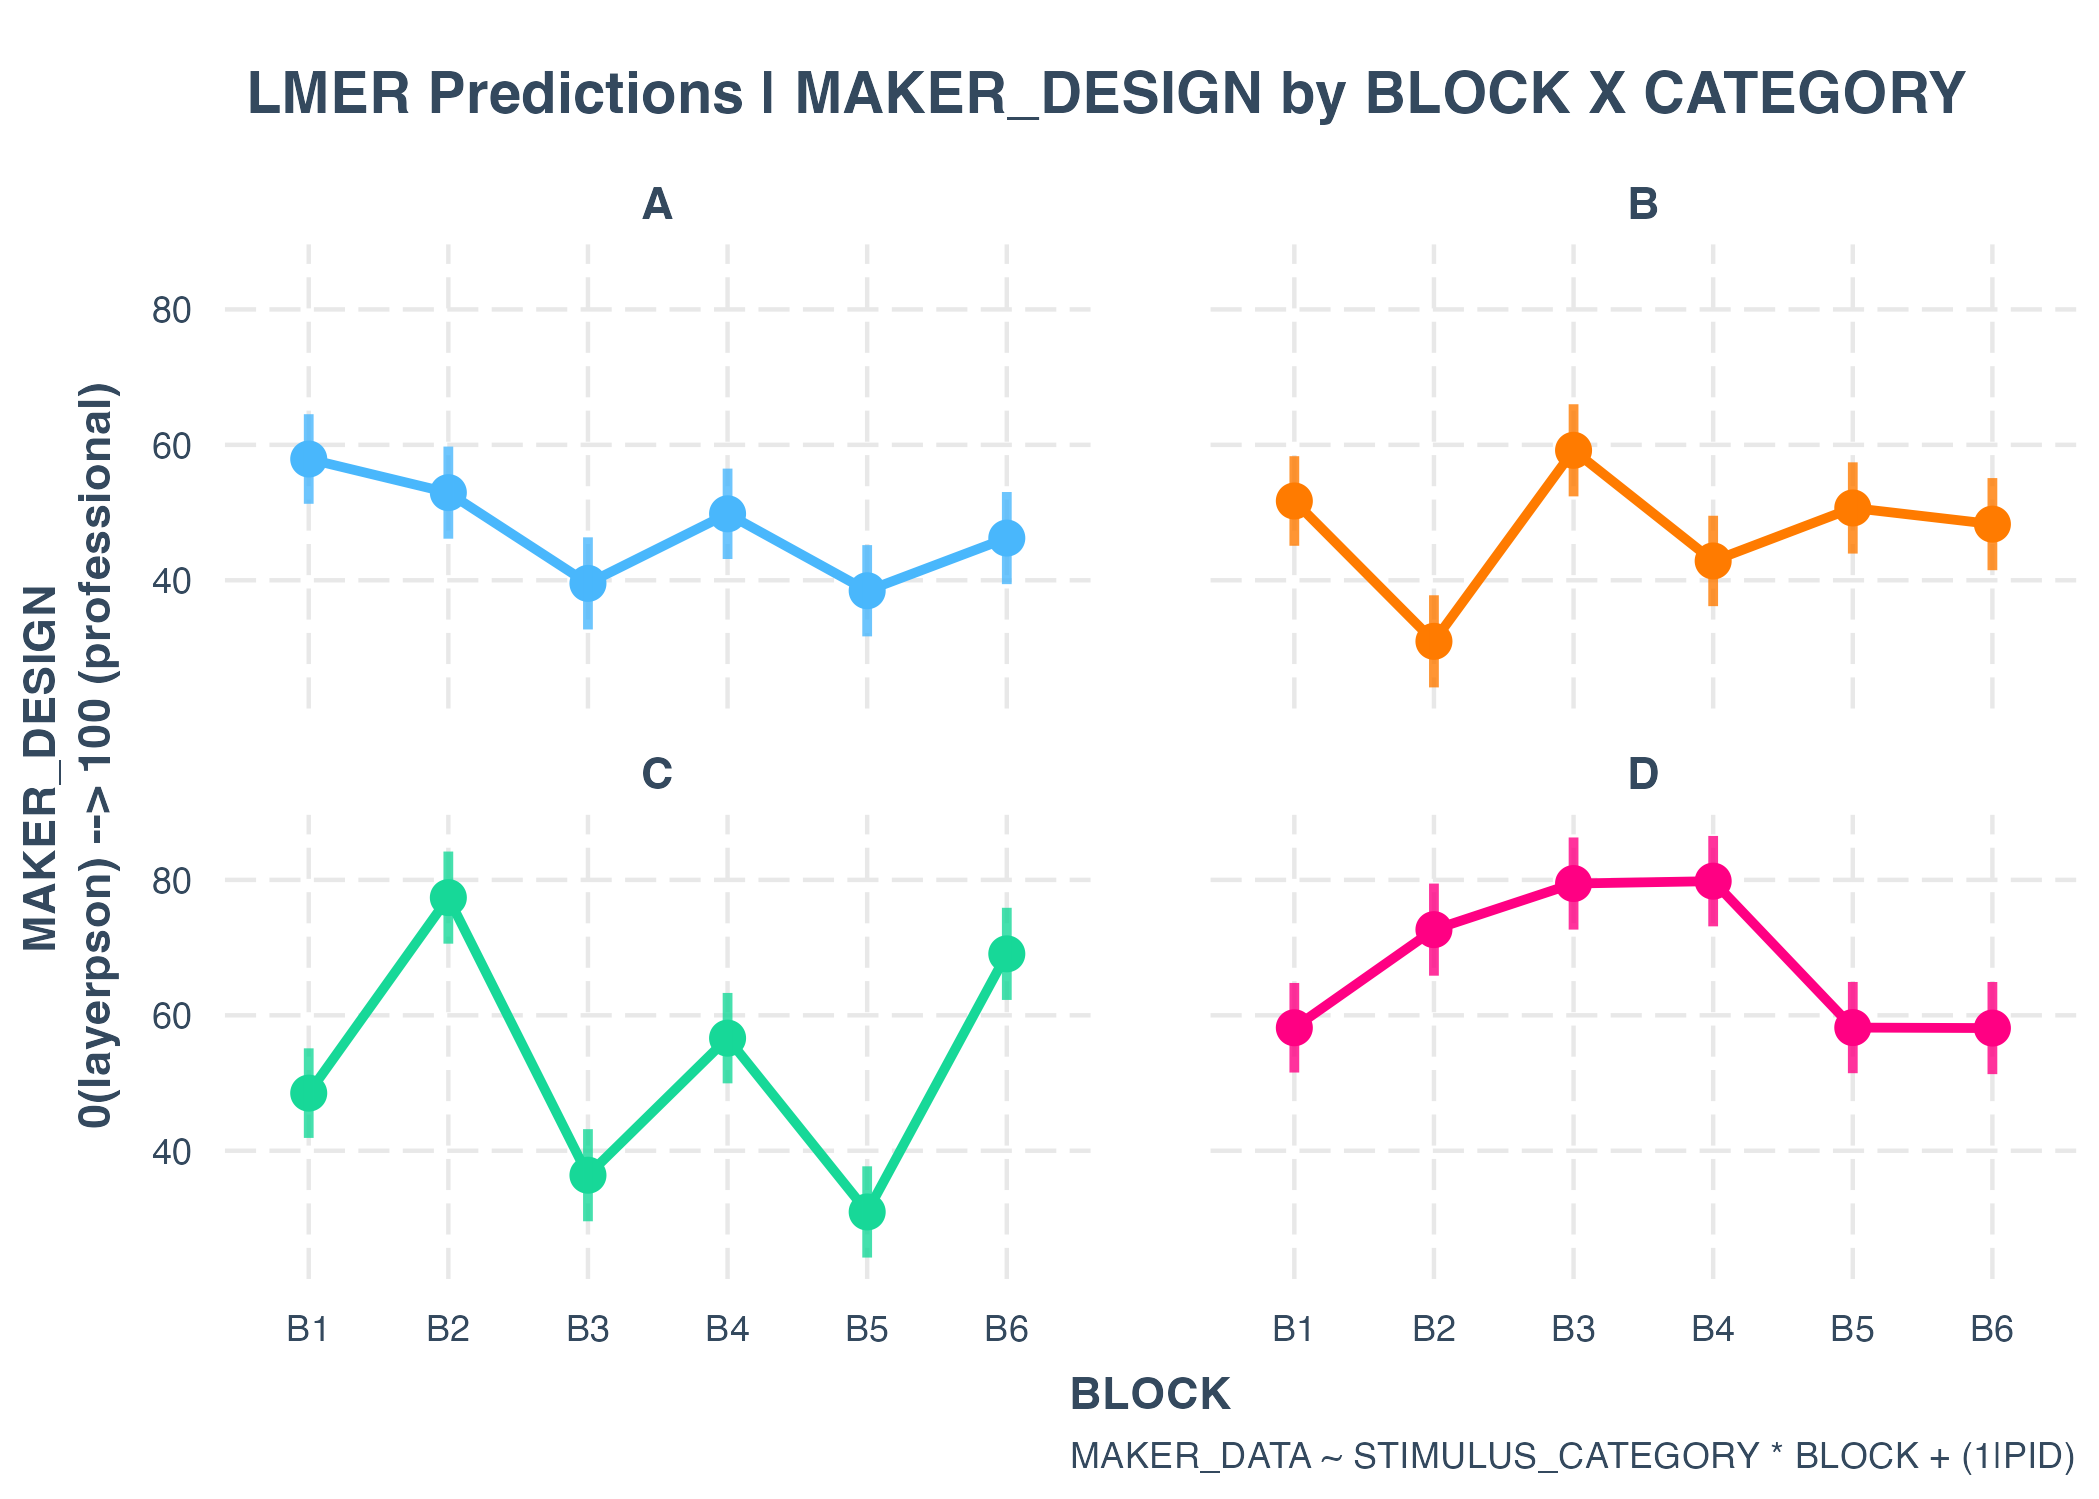 LMER Predictions | MAKER_DESIGN by BLOCK X CATEGORY
A
B
80
60
40
C
D
80
60
40
MAKER_DESIGN
0(layerpson) --> 100 (professional)
B1 B2 B3 B4 B5 B6
B1 B2 B3 B4 B5 B6
BLOCK
MAKER_DATA ~ STIMULUS_CATEGORY * BLOCK + (1|PID)